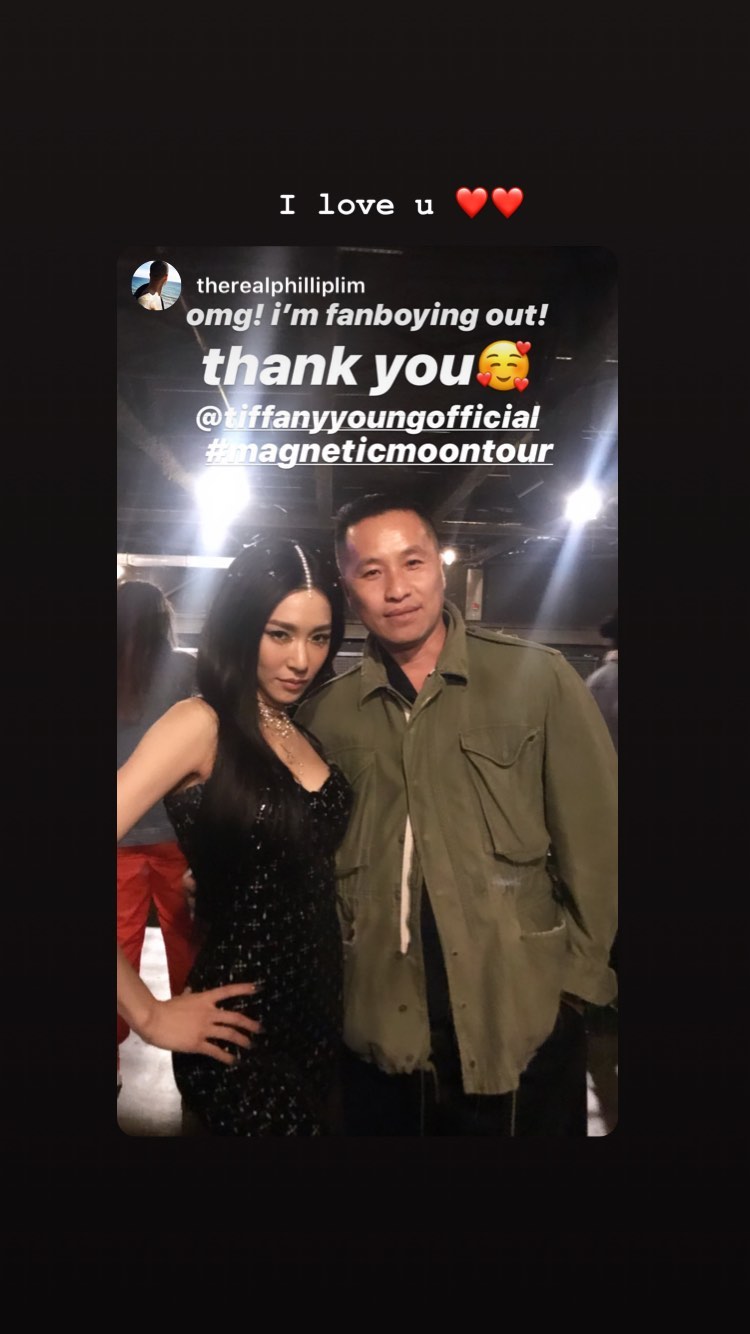 I love u ❤️❤️
therealphilliplim
omg! i’m fanboying out!
thank you🥰
@tiffanyyoungofficial
#magneticmoontour